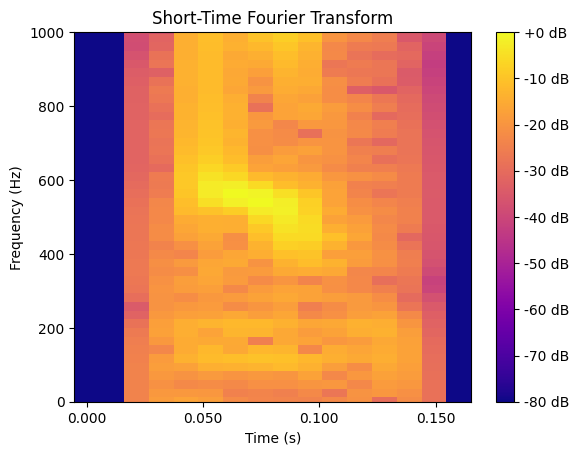 Short-Time Fourier Transform
1000
800
600
400
200
0
Frequency (Hz)
0.000
0.050
0.100
0.150
Time (s)
+0 dB
-10 dB
-20 dB
-30 dB
-40 dB
-50 dB
-60 dB
-70 dB
-80 dB